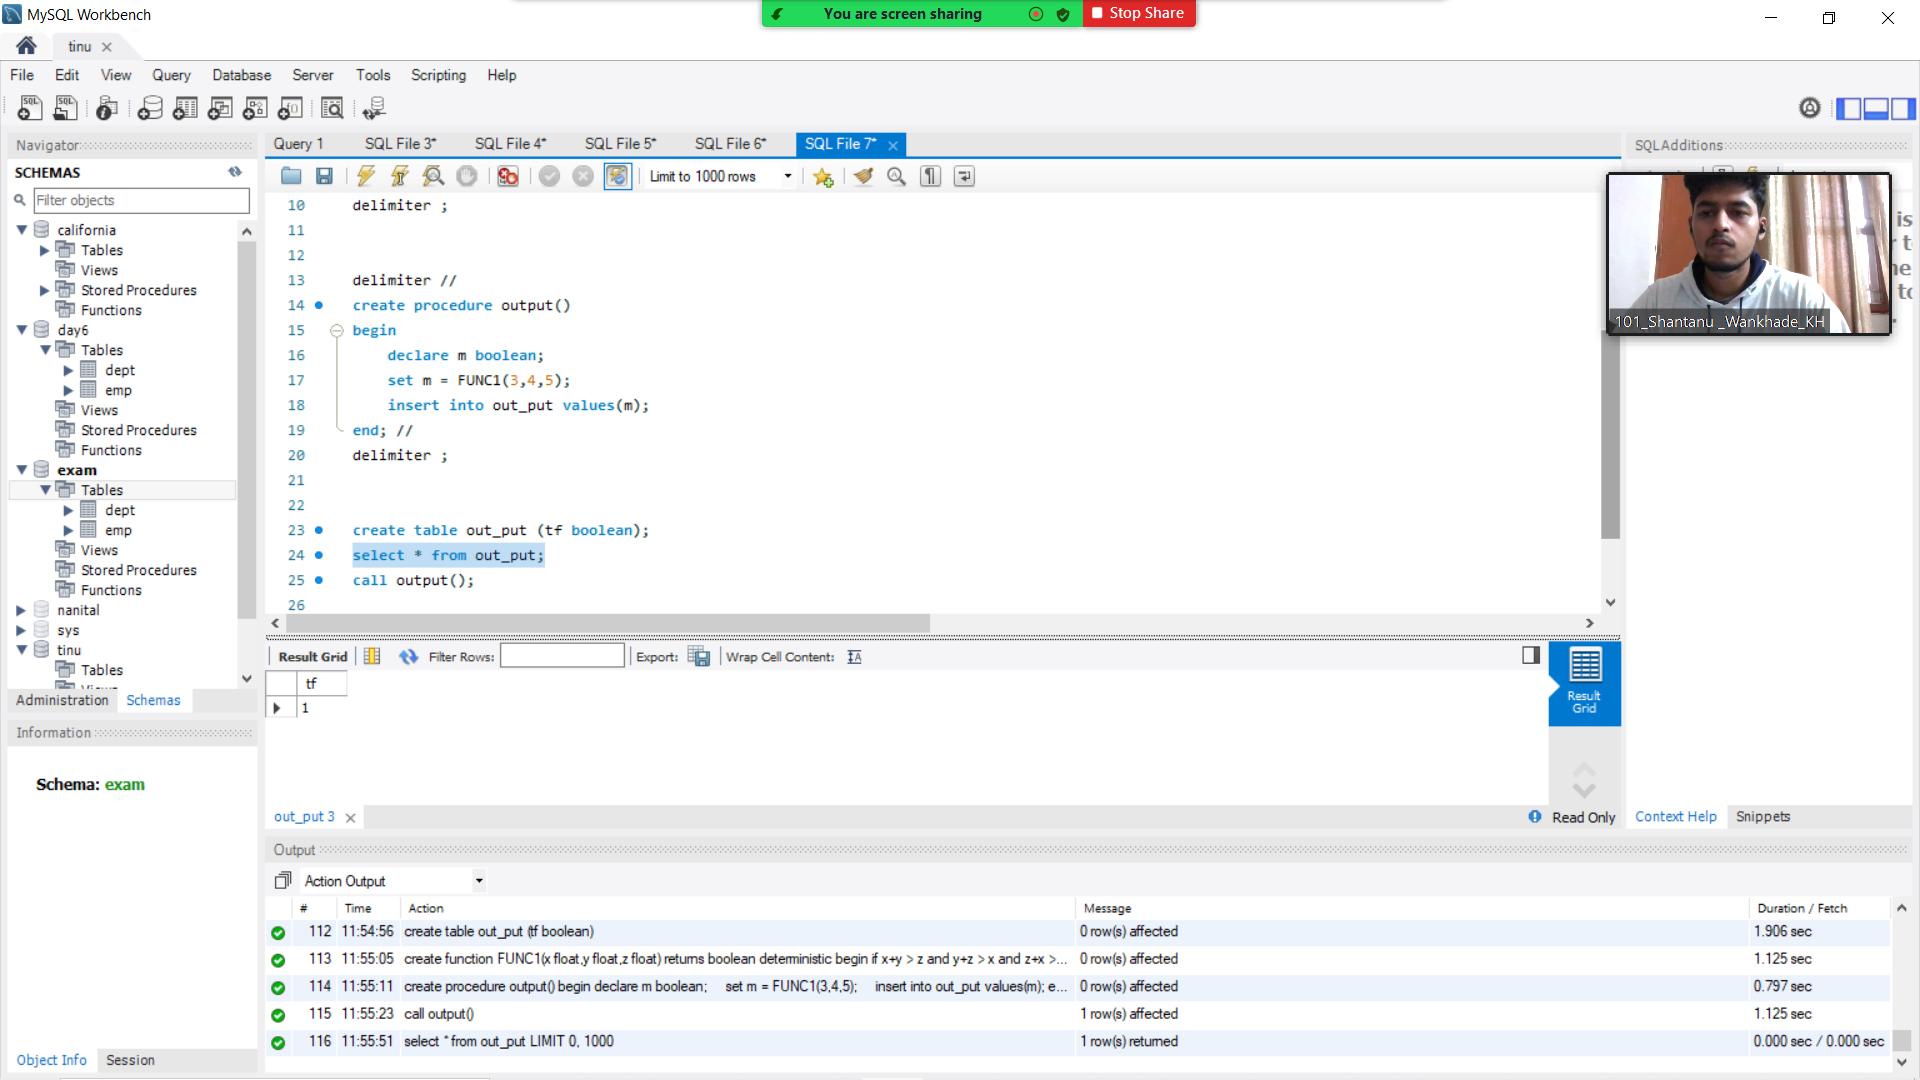 MySQL Workbench
You are screen sharing
Stop Share
tinu
File Edit View Query Database Server Tools Scripting Help
Navigator
SCHEMAS
Filter objects
california
Tables
Views
Stored Procedures
Functions
day6
Tables
dept
emp
Views
Stored Procedures
Functions
exam
Tables
dept
emp
Views
Stored Procedures
Functions
nanital
sys
tinu
Tables
Administration Schemas
Information
Schema: exam
Object Info Session
Query 1 SQL File 3* SQL File 4* SQL File 5* SQL File 6* SQL File 7*
Limit to 1000 rows
10 delimiter ;
11
12
13 delimiter //
14 create procedure output()
15 begin
16 declare m boolean;
17 set m = FUNC1(3,4,5);
18 insert into out_put values(m);
19 end; //
20 delimiter ;
21
22
23 create table out_put (tf boolean);
24 select * from out_put;
25 call output();
26
Result Grid Filter Rows: Export: Wrap Cell Content:
tf
1
Result Grid
out_put 3
Read Only
SQLAdditions
101_Shantanu _Wankhade_KH
Context Help Snippets
Output
Action Output
# Time Action Message Duration / Fetch
112 11:54:56 create table out_put (tf boolean) 0 row(s) affected 1.906 sec
113 11:55:05 create function FUNC1(x float,y float,z float) returns boolean deterministic begin if x+y > z and y+z > x and z+x >... 0 row(s) affected 1.125 sec
114 11:55:11 create procedure output() begin declare m boolean; set m = FUNC1(3,4,5); insert into out_put values(m); e... 0 row(s) affected 0.797 sec
115 11:55:23 call output() 1 row(s) affected 1.125 sec
116 11:55:51 select * from out_put LIMIT 0, 1000 1 row(s) returned 0.000 sec / 0.000 sec